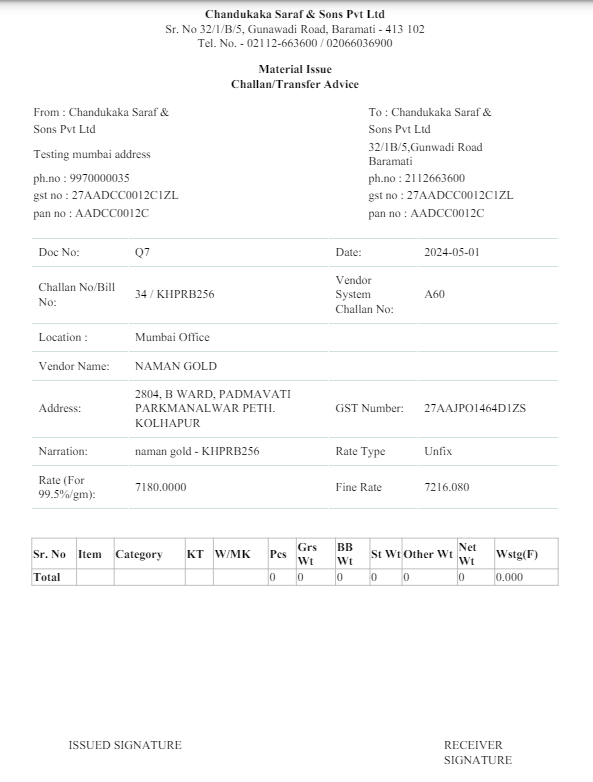 Chandukaka Saraf & Sons Pvt Ltd
Sr. No 32/1/B/5, Gunawadi Road, Baramati - 413 102
Tel. No. - 02112-663600 / 02066036900
Material Issue
Challan/Transfer Advice
From : Chandukaka Saraf &
Sons Pvt Ltd
Testing mumbai address
ph.no : 9970000035
gst no : 27AADCC0012C1ZL
pan no : AADCC0012C
To : Chandukaka Saraf &
Sons Pvt Ltd
32/1B/5,Gunwadi Road
Baramati
ph.no : 2112663600
gst no : 27AADCC0012C1ZL
pan no : AADCC0012C
Doc No: Q7 Date: 2024-05-01
Challan No/Bill
No:
34 / KHPRB256
Vendor
System
Challan No:
A60
Location : Mumbai Office
Vendor Name: NAMAN GOLD
Address:
2804, B WARD, PADMAVATI
PARKMANALWAR PETH.
KOLHAPUR
GST Number: 27AAJPO1464D1ZS
Narration: naman gold - KHPRB256 Rate Type Unfix
Rate (For
99.5%/gm):
7180.0000 Fine Rate 7216.080
Sr. No Item Category KT W/MK Pcs Grs Wt BB Wt St Wt Other Wt Net Wt Wstg(F)
Total 0 0 0 0 0 0 0.000
ISSUED SIGNATURE
RECEIVER
SIGNATURE